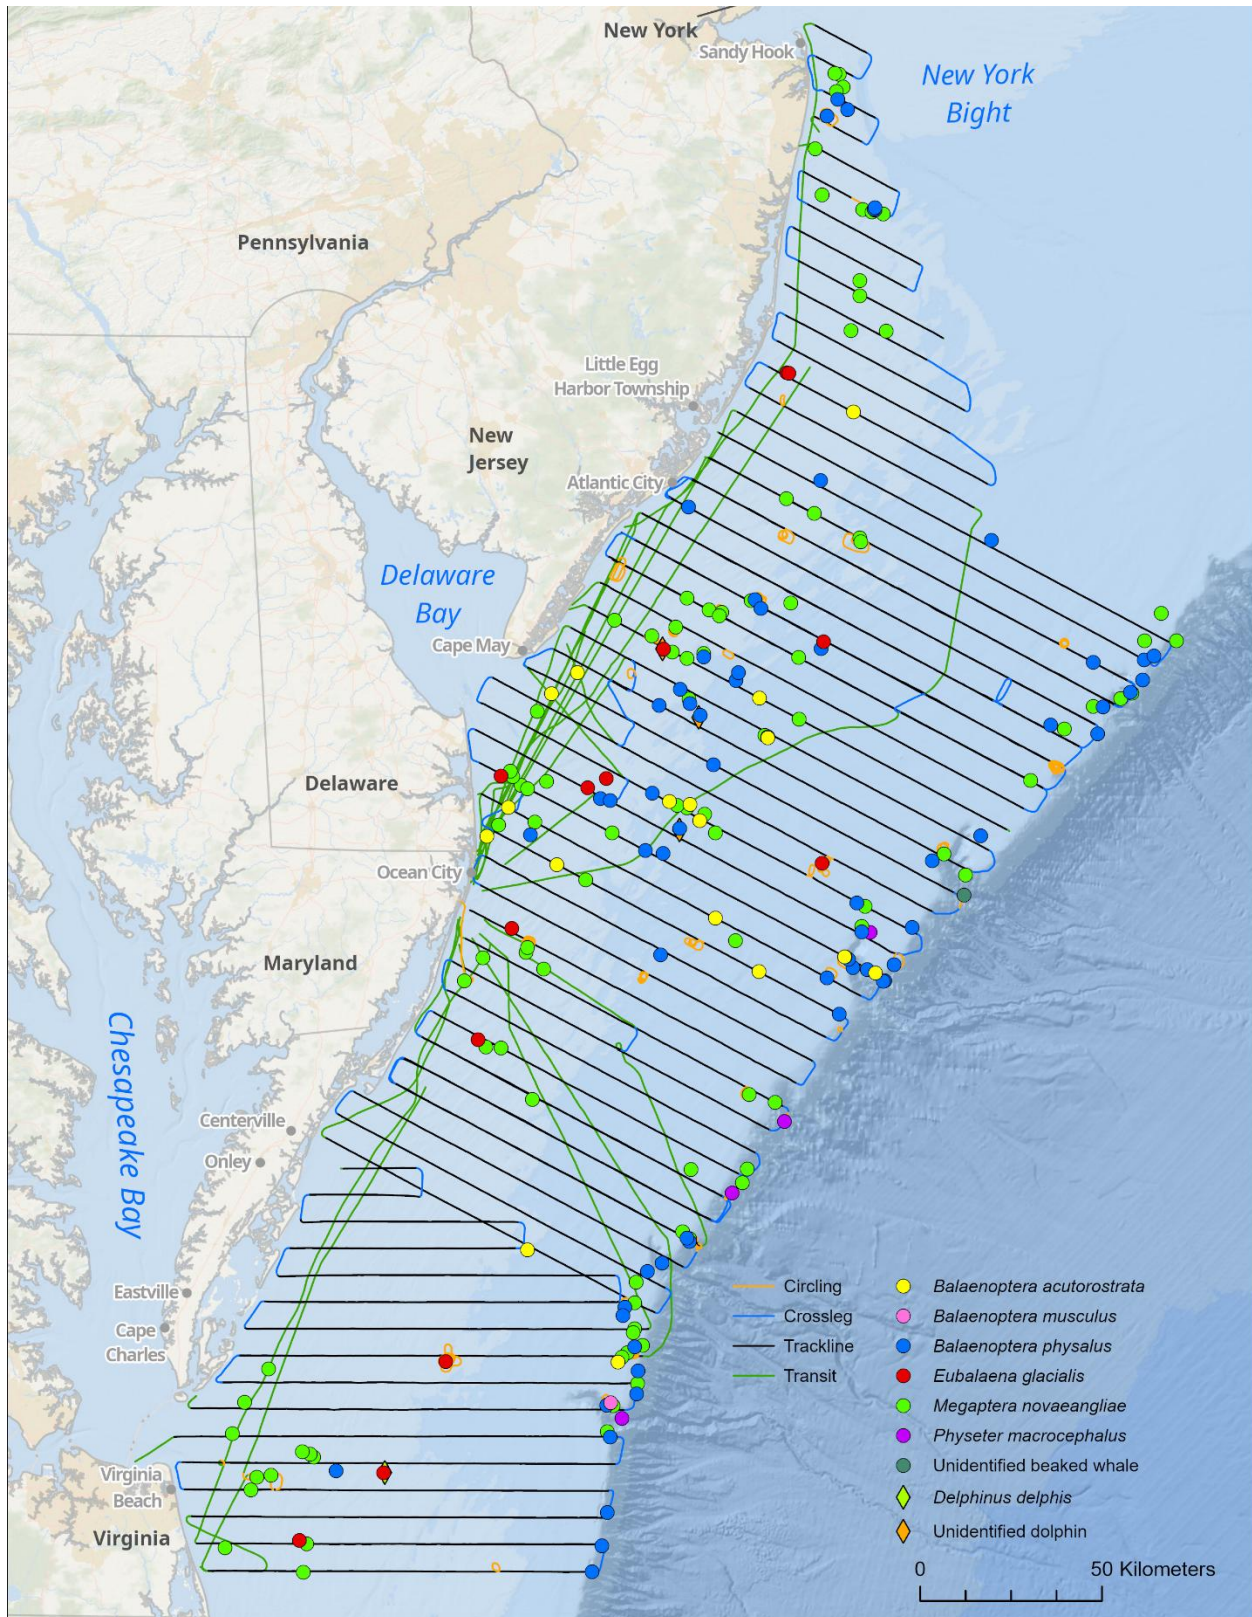 New York
Sandy Hook
New York
Bight
Pennsylvania
Little Egg
Harbor Township
New
Jersey
Atlantic City
Delaware
Bay
Cape May
Delaware
Ocean City
Maryland
Chesapeake Bay
Centerville
Onley
Eastville
Cape
Charles
Virginia
Beach
Virginia
Circling
Crossleg
Trackline
Transit
Balaenoptera acutorostrata
Balaenoptera musculus
Balaenoptera physalus
Eubalaena glacialis
Megaptera novaeangliae
Physeter macrocephalus
Unidentified beaked whale
Delphinus delphis
Unidentified dolphin
0 50 Kilometers